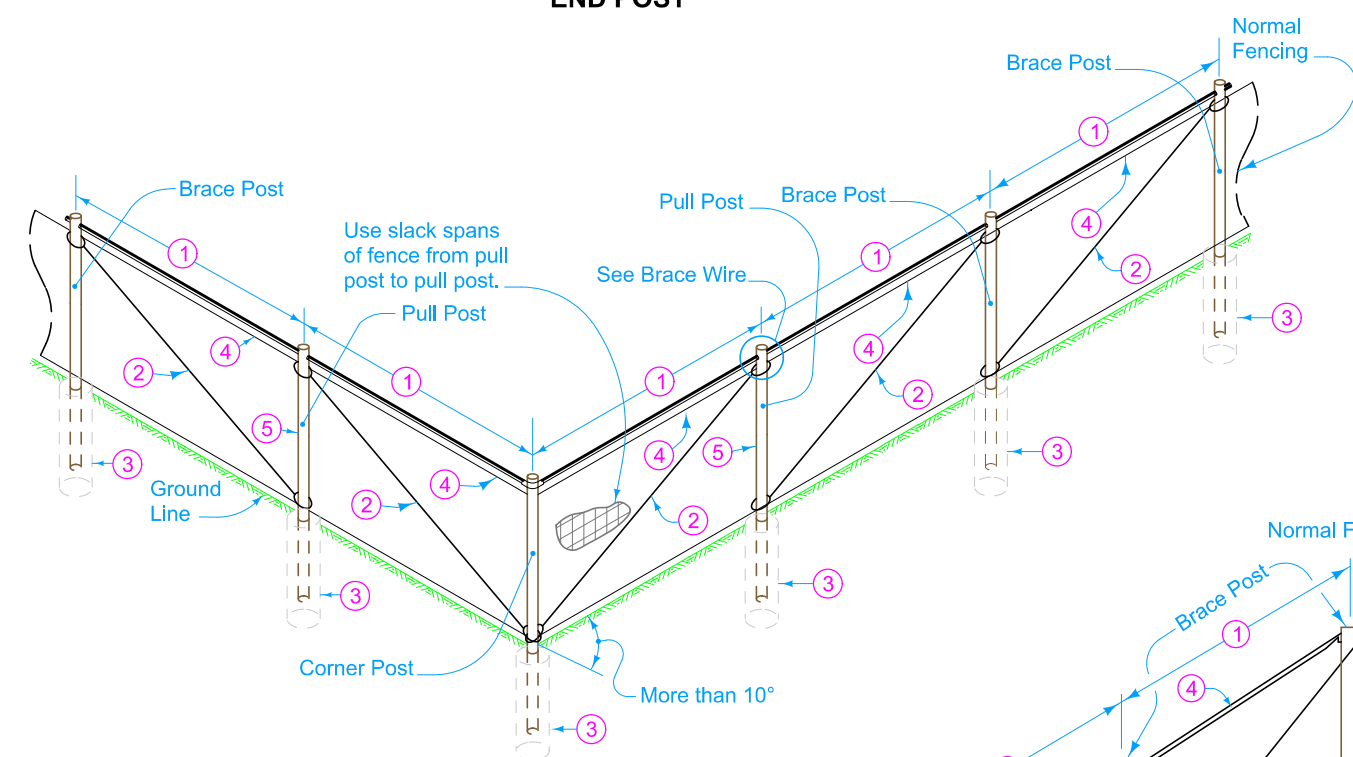 END POST
Normal
Fencing
Brace Post
1
Brace Post
Pull Post
Brace Post
Use slack spans
of fence from pull
post to pull post.
1
1
4
See Brace Wire
2
Pull Post
3
4
4
4
2
1
1
2
5
5
4
3
4
3
Ground
Line
2
2
Normal F
3
3
Brace Post
1
Corner Post
More than 10°
4
3